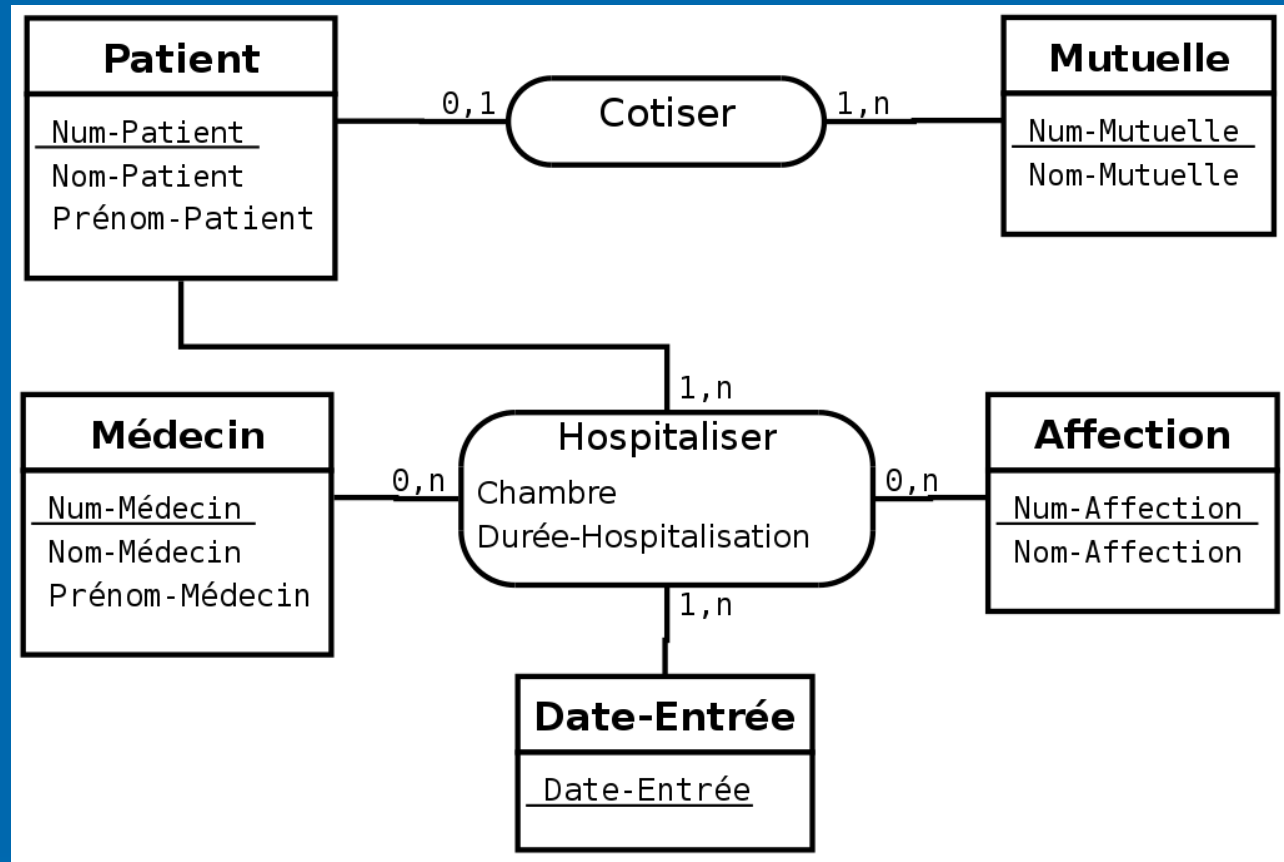 Patient
Num-Patient
Nom-Patient
Prénom-Patient
0,1
Cotiser
1,n
Mutuelle
Num-Mutuelle
Nom-Mutuelle
1,n
Médecin
Num-Médecin
Nom-Médecin
Prénom-Médecin
0,n
Hospitaliser
Chambre
Durée-Hospitalisation
0,n
Affection
Num-Affection
Nom-Affection
1,n
Date-Entrée
Date-Entrée